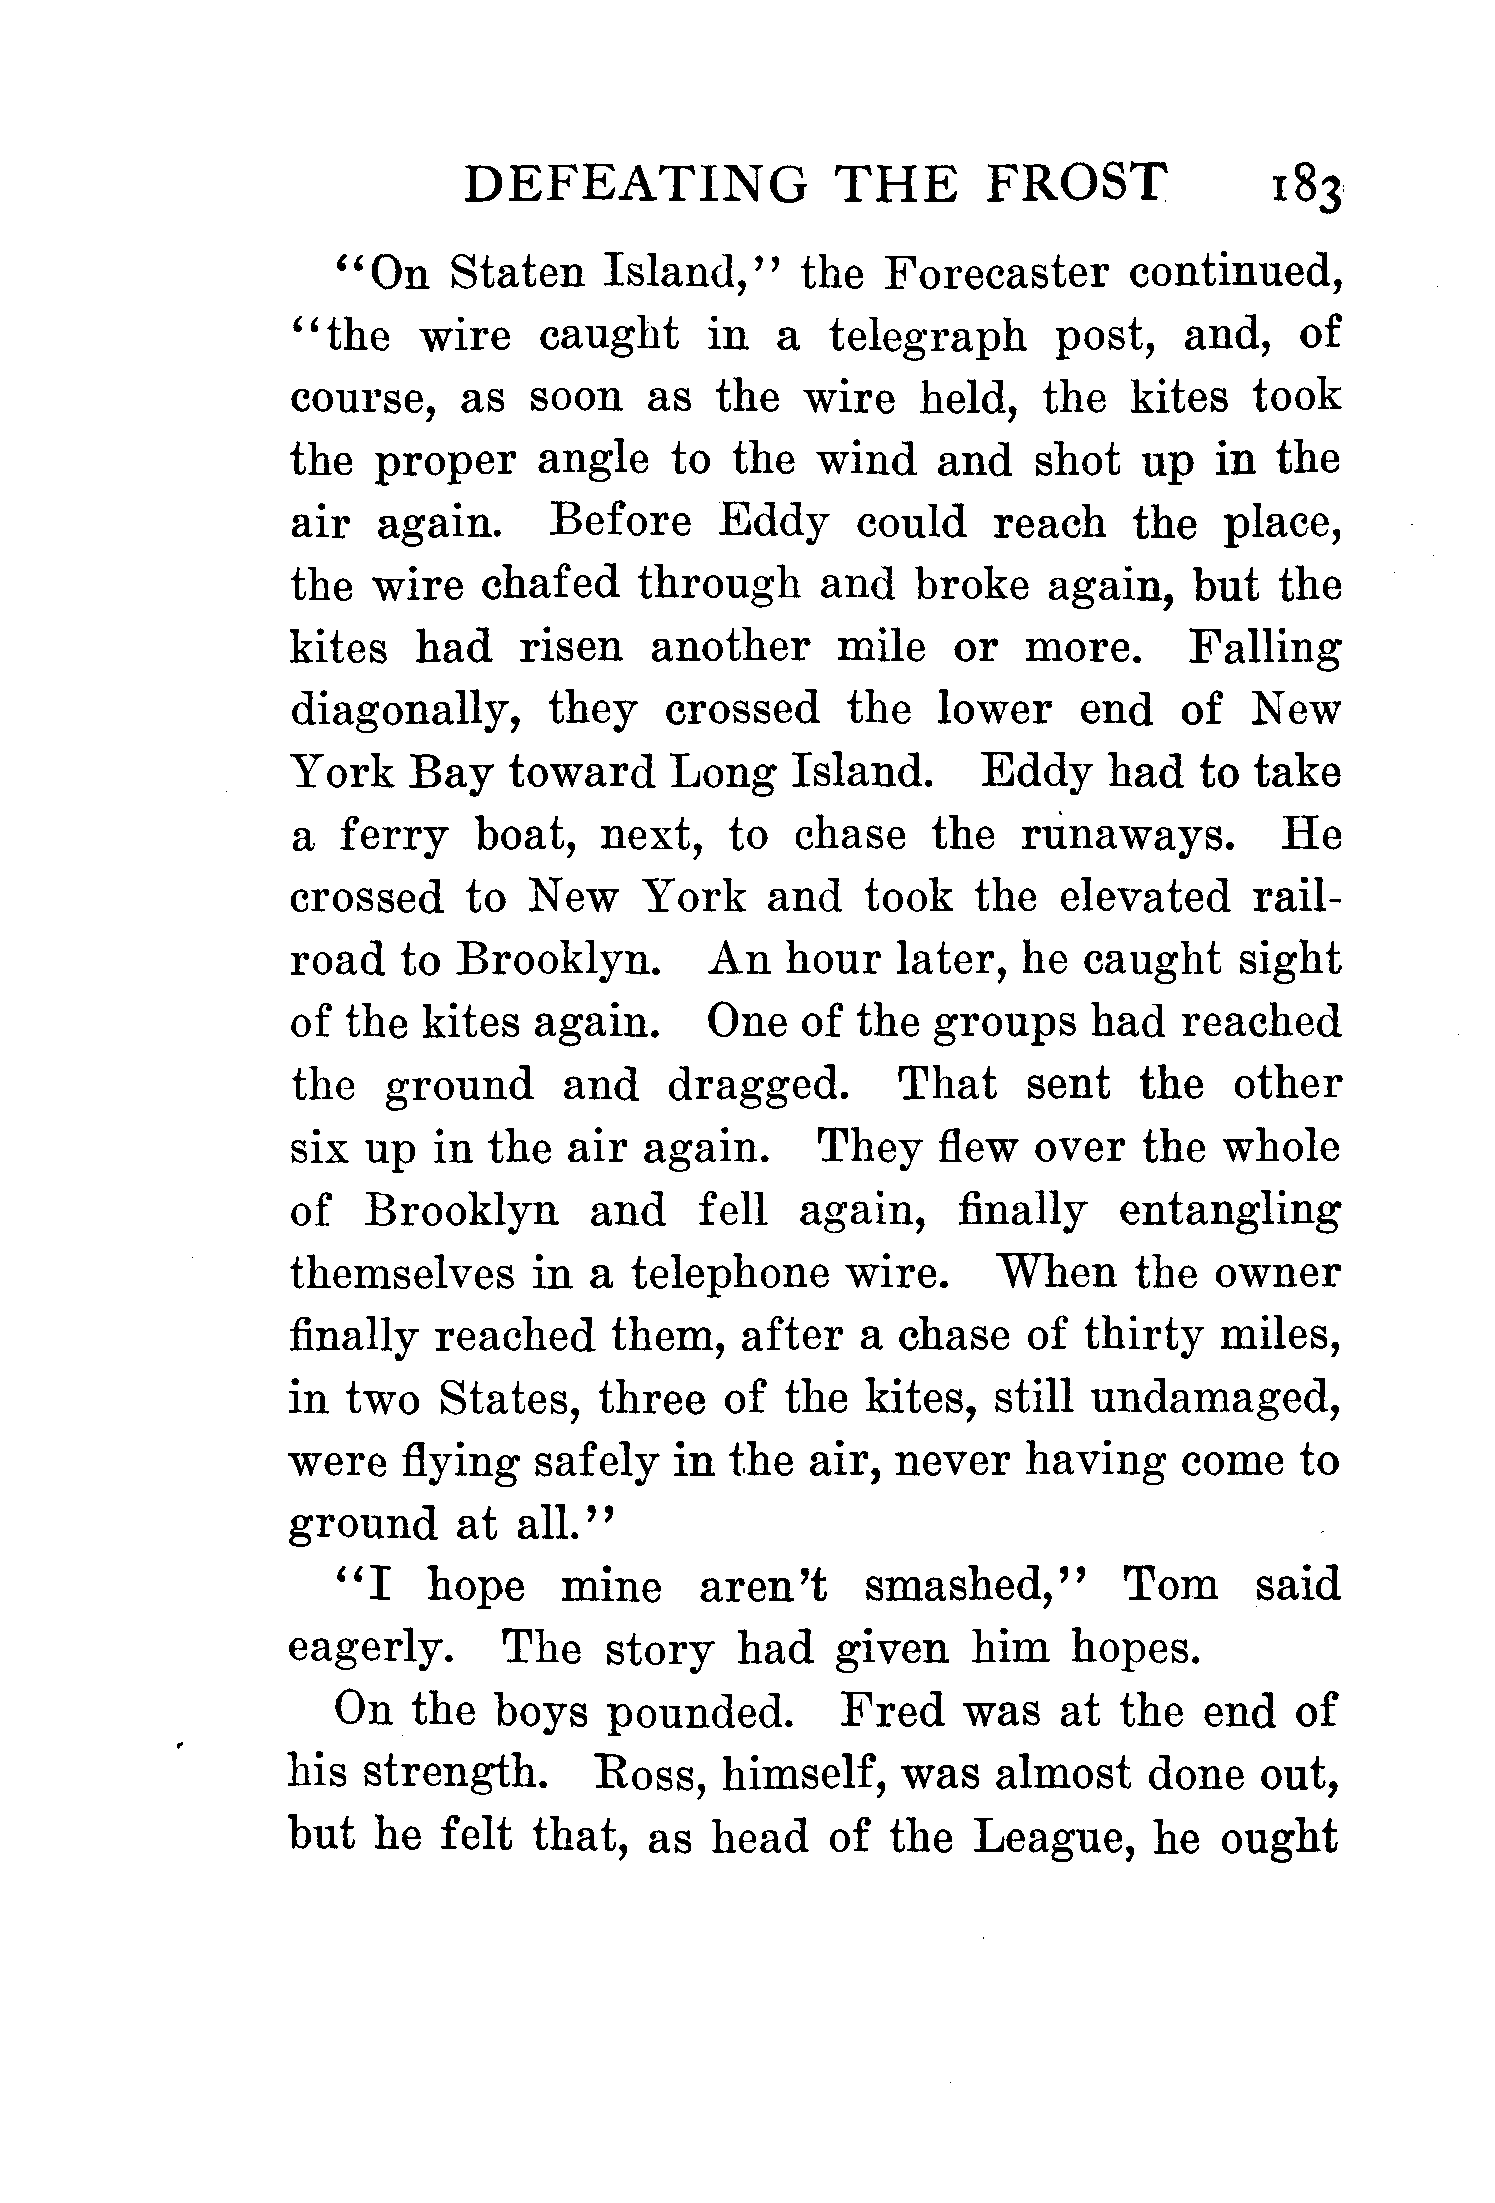 DEFEATING THE FROST 183
“On Staten Island,” the Forecaster continued,
“the wire caught in a telegraph post, and, of
course, as soon as the wire held, the kites took
the proper angle to the wind and shot up in the
air again. Before Eddy could reach the place,
the wire chafed through and broke again, but the
kites had risen another mile or more. Falling
diagonally, they crossed the lower end of New
York Bay toward Long Island. Eddy had to take
a ferry boat, next, to chase the runaways. He
crossed to New York and took the elevated rail-
road to Brooklyn. An hour later, he caught sight
of the kites again. One of the groups had reached
the ground and dragged. That sent the other
six up in the air again. They flew over the whole
of Brooklyn and fell again, finally entangling
themselves in a telephone wire. When the owner
finally reached them, after a chase of thirty miles,
in two States, three of the kites, still undamaged,
were flying safely in the air, never having come to
ground at all.”
“I hope mine aren’t smashed,” Tom said
eagerly. The story had given him hopes.
On the boys pounded. Fred was at the end of
his strength. Ross, himself, was almost done out,
but he felt that, as head of the League, he ought